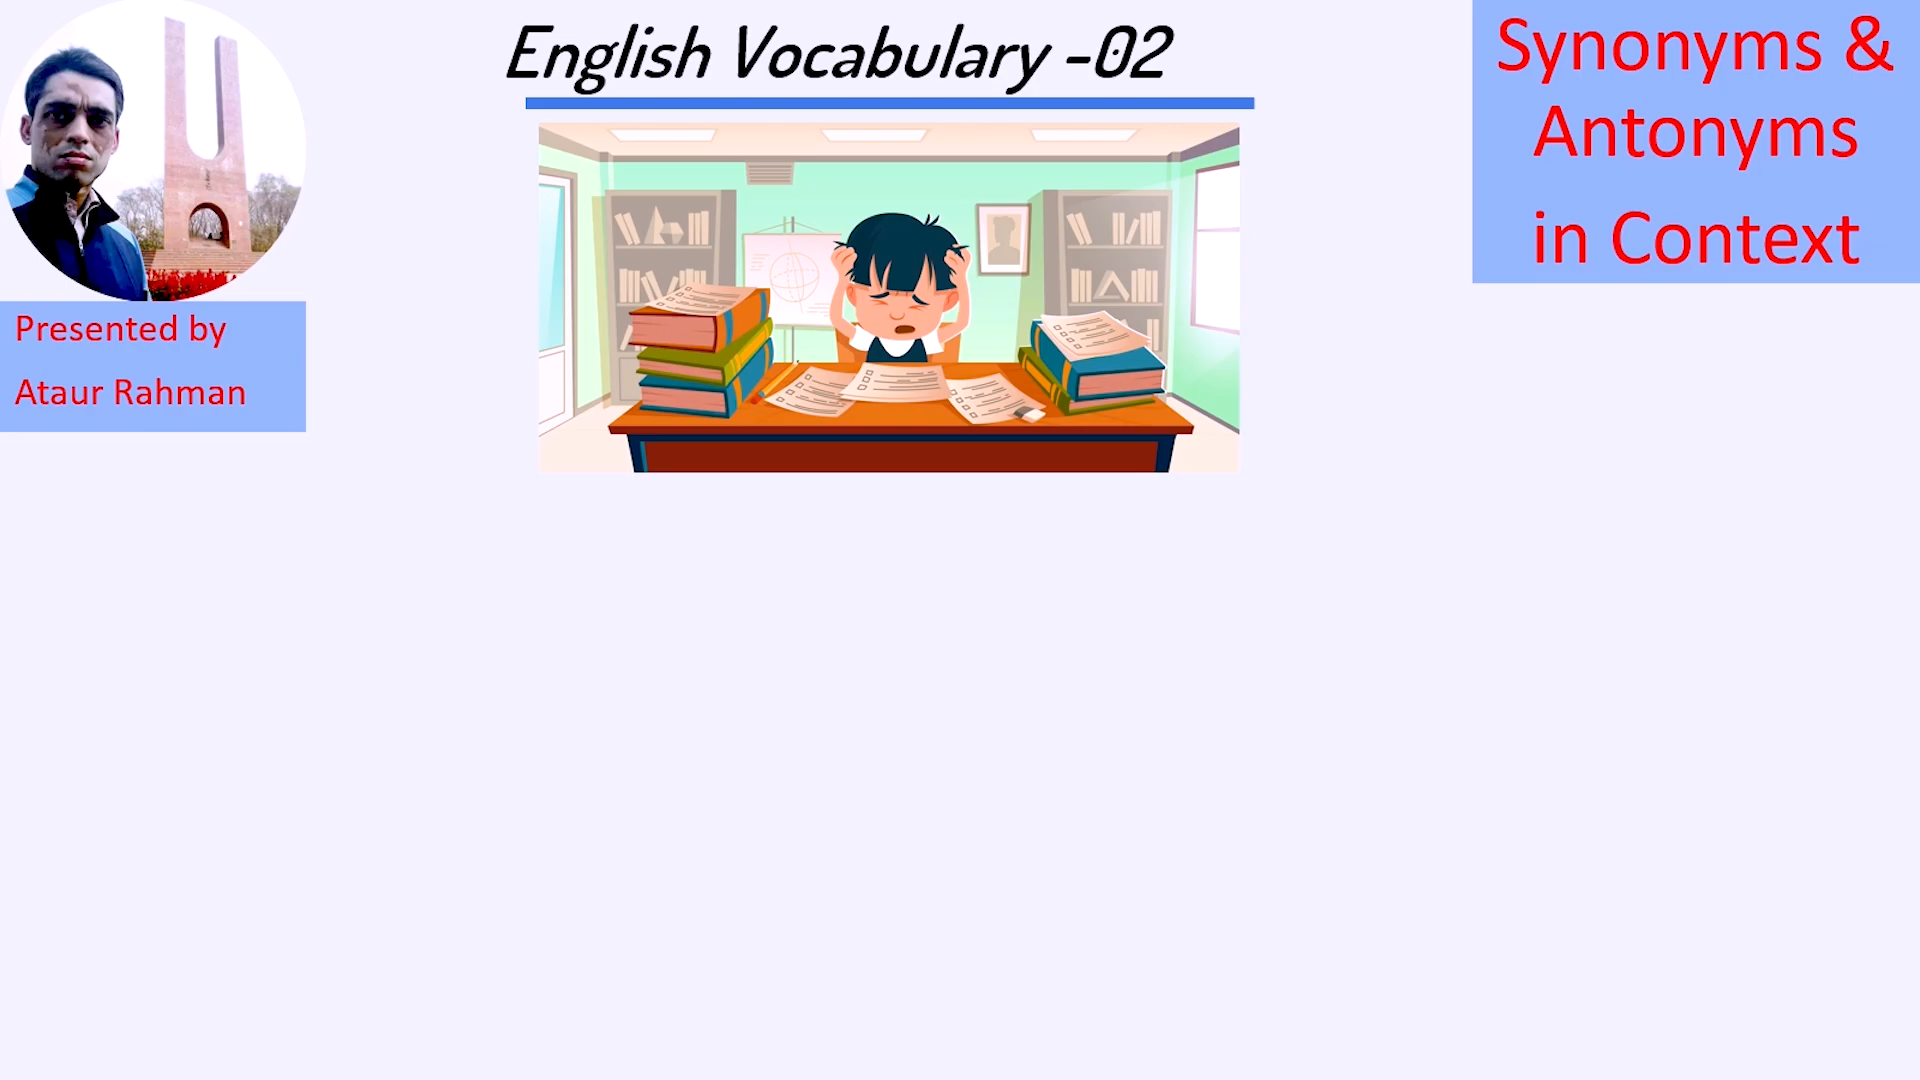 English Vocabulary -02
Synonyms &
Antonyms
in Context
Presented by
Ataur Rahman